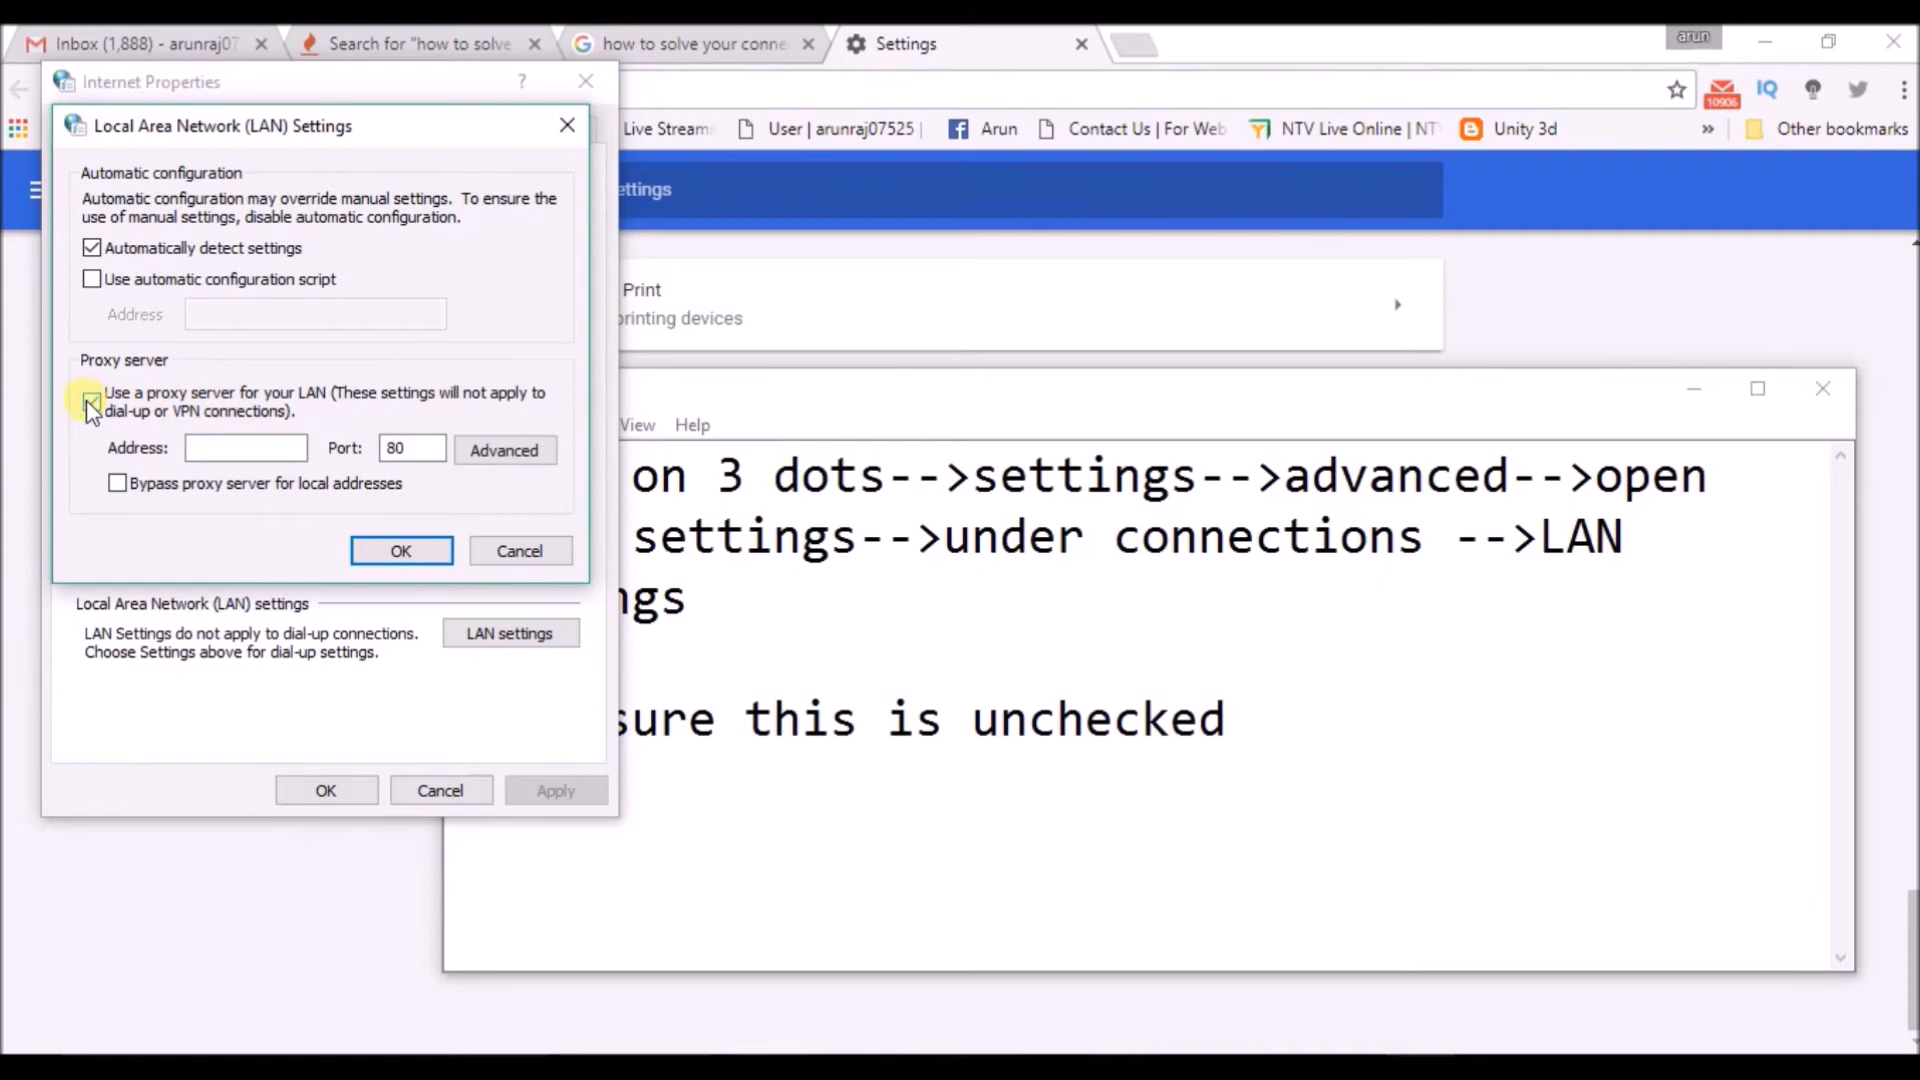 Inbox (1,888) - arunraj07
Search for "how to solve
how to solve your conne
Settings
arun
Internet Properties
?
10906
IQ
Local Area Network (LAN) Settings
Live Stream
User | arunraj07525 |
Arun
Contact Us | For Web
NTV Live Online | NT
Unity 3d
»
Other bookmarks
Automatic configuration
Automatic configuration may override manual settings. To ensure the
use of manual settings, disable automatic configuration.
ettings
Automatically detect settings
Use automatic configuration script
Address
Print
printing devices
Proxy server
Use a proxy server for your LAN (These settings will not apply to
dial-up or VPN connections).
Address:
Port:
80
Advanced
Bypass proxy server for local addresses
OK
Cancel
View
Help
on 3 dots-->settings-->advanced-->open
settings-->under connections -->LAN
ngs
sure this is unchecked
Local Area Network (LAN) settings
LAN Settings do not apply to dial-up connections.
Choose Settings above for dial-up settings.
LAN settings
OK
Cancel
Apply